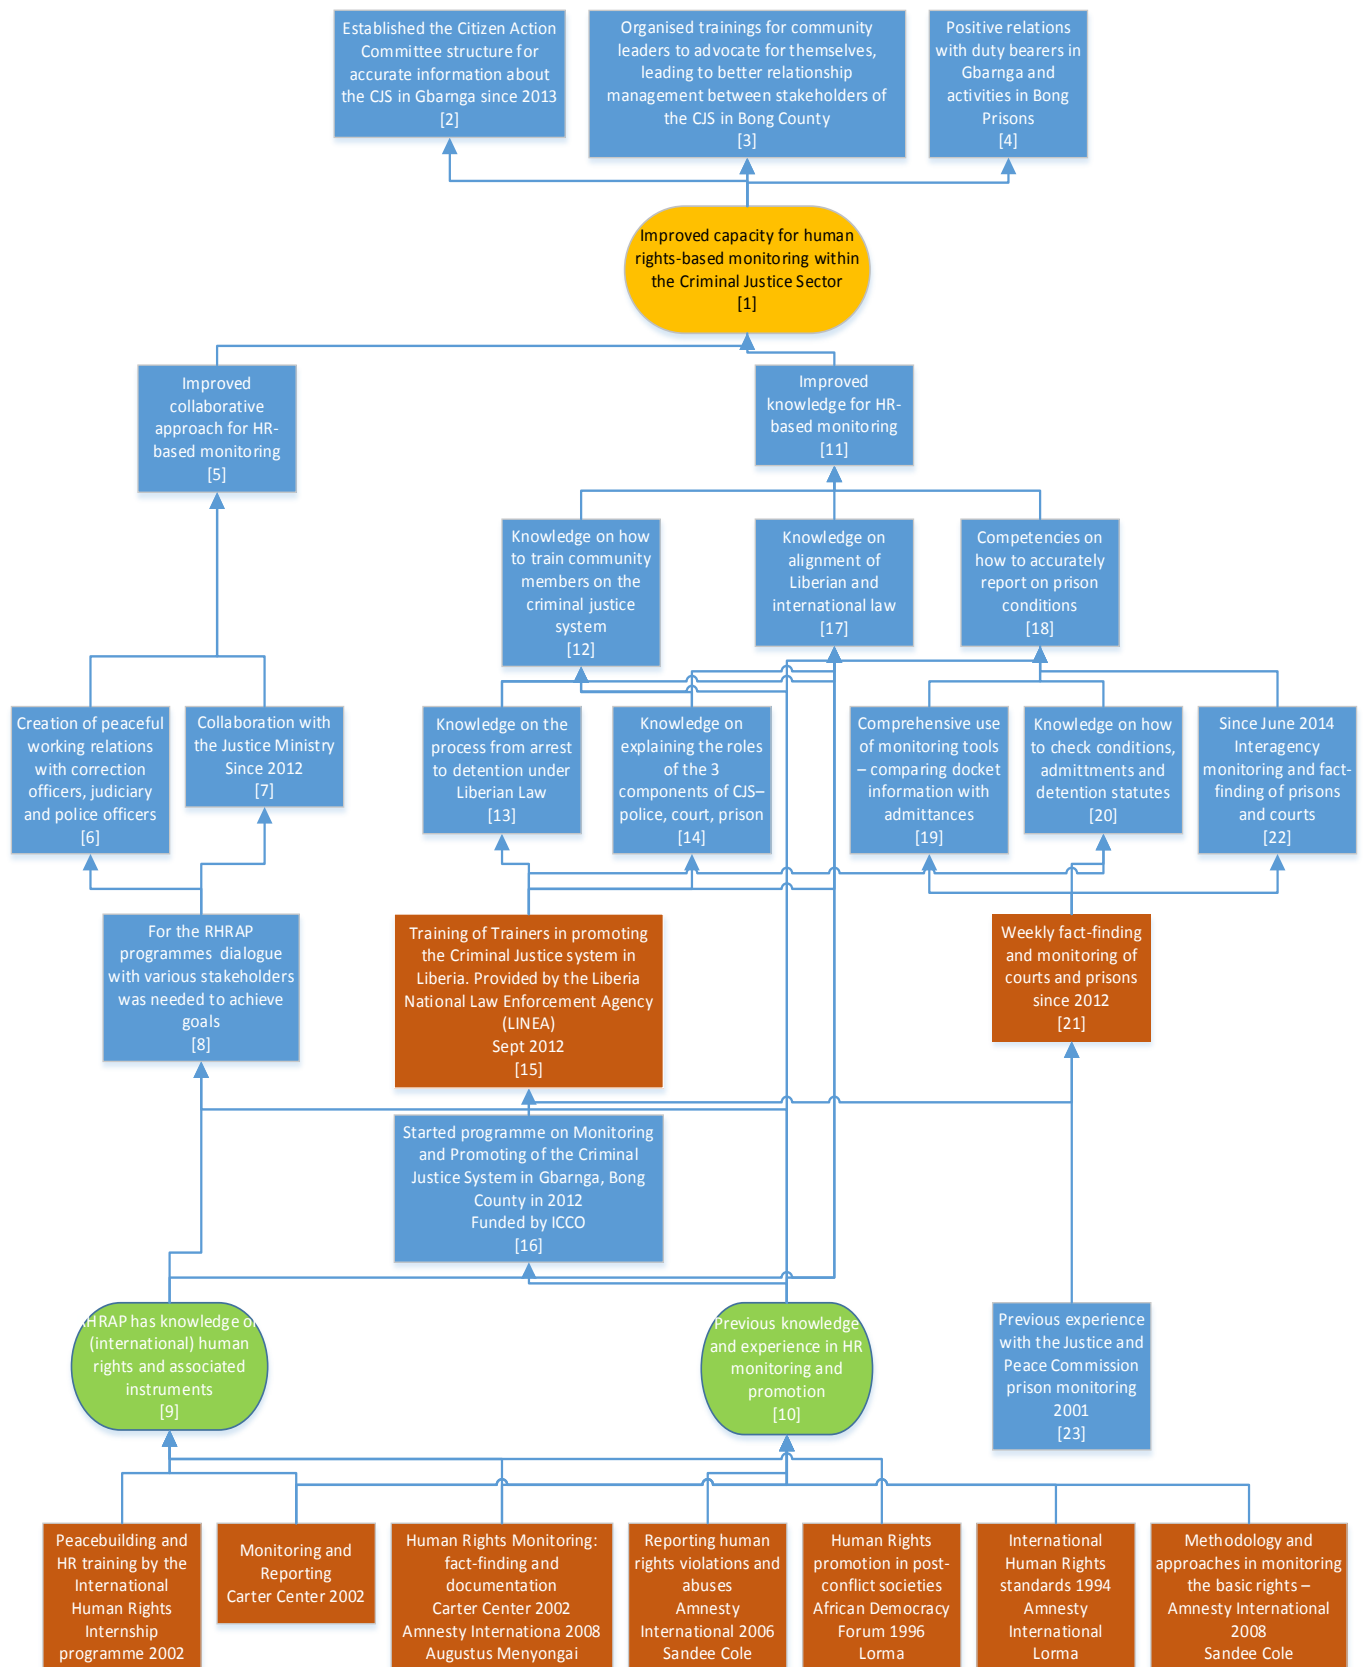 Established the Citizen Action
Committee structure for
accurate information about
the CJS in Gbarnga since 2013
[2]
Organised trainings for community
leaders to advocate for themselves,
leading to better relationship
management between stakeholders of
the CJS in Bong County
[3]
Positive relations
with duty bearers in
Gbarnga and
activities in Bong
Prisons
[4]
Improved capacity for human
rights-based monitoring within
the Criminal Justice Sector
[1]
Improved
collaborative
approach for HR-
based monitoring
[5]
Improved
knowledge for HR-
based monitoring
[11]
Knowledge on how
to train community
members on the
criminal justice
system
[12]
Knowledge on
alignment of
Liberian and
international law
[17]
Competencies on
how to accurately
report on prison
conditions
[18]
Creation of peaceful
working relations
with correction
officers, judiciary
and police officers
[6]
Collaboration with
the Justice Ministry
Since 2012
[7]
Knowledge on the
process from arrest
to detention under
Liberian Law
[13]
Knowledge on
explaining the roles
of the 3
components of CJS–
police, court, prison
[14]
Comprehensive use
of monitoring tools
– comparing docket
information with
admittances
[19]
Knowledge on how
to check conditions,
admittments and
detention statutes
[20]
Since June 2014
Interagency
monitoring and fact-
finding of prisons
and courts
[22]
For the RHRAP
programmes dialogue
with various stakeholders
was needed to achieve
goals
[8]
Training of Trainers in promoting
the Criminal Justice system in
Liberia. Provided by the Liberia
National Law Enforcement Agency
(LINEA)
Sept 2012
[15]
Weekly fact-finding
and monitoring of
courts and prisons
since 2012
[21]
Started programme on Monitoring
and Promoting of the Criminal
Justice System in Gbarnga, Bong
County in 2012
Funded by ICCO
[16]
HRAP has knowledge of
(international) human
rights and associated
instruments
[9]
Previous knowledge
and experience in HR
monitoring and
promotion
[10]
Previous experience
with the Justice and
Peace Commission
prison monitoring
2001
[23]
Peacebuilding and
HR training by the
International
Human Rights
Internship
programme 2002
Monitoring and
Reporting
Carter Center 2002
Human Rights Monitoring:
fact-finding and
documentation
Carter Center 2002
Amnesty Internationa 2008
Augustus Menyongai
Reporting human
rights violations and
abuses
Amnesty
International 2006
Sandee Cole
Human Rights
promotion in post-
conflict societies
African Democracy
Forum 1996
Lorma
International
Human Rights
standards 1994
Amnesty
International
Lorma
Methodology and
approaches in monitoring
the basic rights –
Amnesty International
2008
Sandee Cole